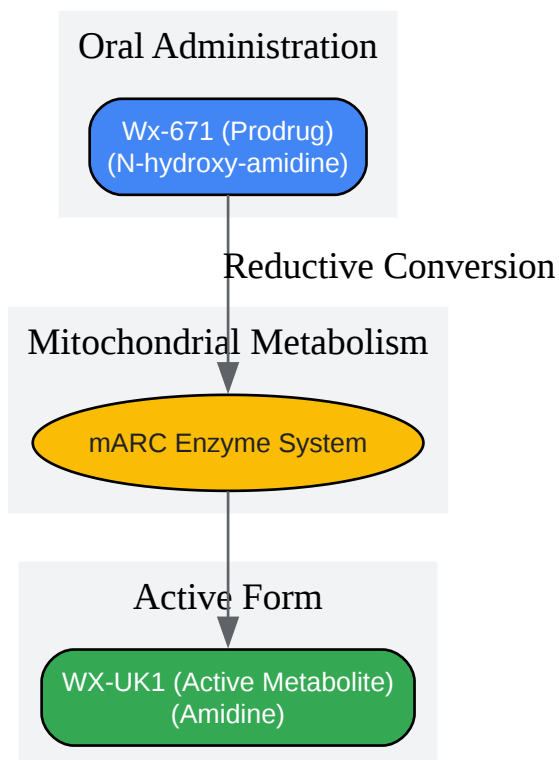 Oral Administration
Wx-671 (Prodrug)
(N-hydroxy-amidine)
Reductive Conversion
Mitochondrial Metabolism
mARC Enzyme System
Active Form
WX-UK1 (Active Metabolite)
(Amidine)